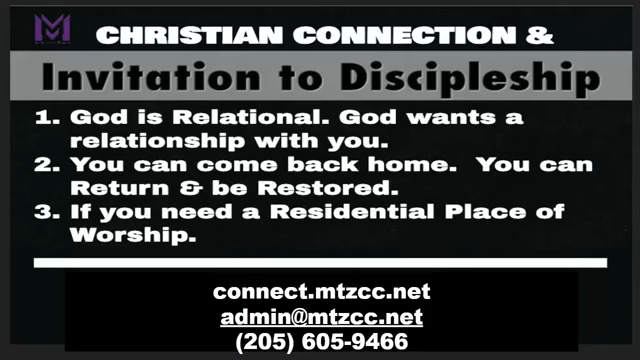 CHRISTIAN CONNECTION &
Invitation to Discipleship
1. God is Relational. God wants a
relationship with you.
2. You can come back home. You can
Return & be Restored.
3. If you need a Residential Place of
Worship.
connect.mtzcc.net
admin@mtzcc.net
(205) 605-9466